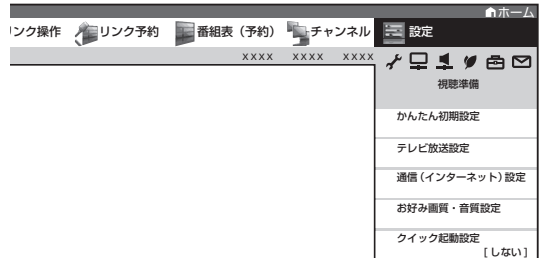 ホーム
ンク操作 リンク予約 番組表（予約） チャンネル 設定
xxxx xxxx xxxx
視聴準備
かんたん初期設定
テレビ放送設定
通信（インターネット）設定
お好み画質・音質設定
クイック起動設定
[しない]